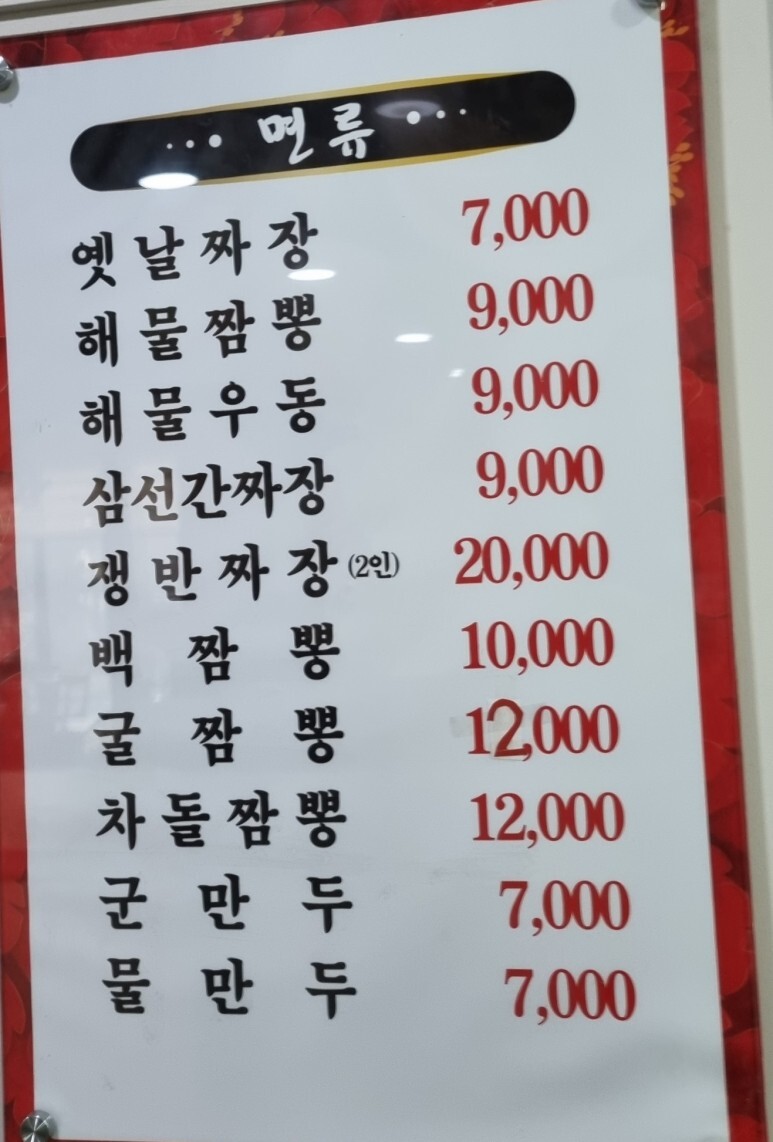 ··· 면류 ···
옛날짜장 7,000
해물짬뽕 9,000
해물우동 9,000
삼선간짜장 9,000
쟁반짜장 (2인) 20,000
백짬뽕 10,000
굴짬뽕 12,000
차돌짬뽕 12,000
군만두 7,000
물만두 7,000